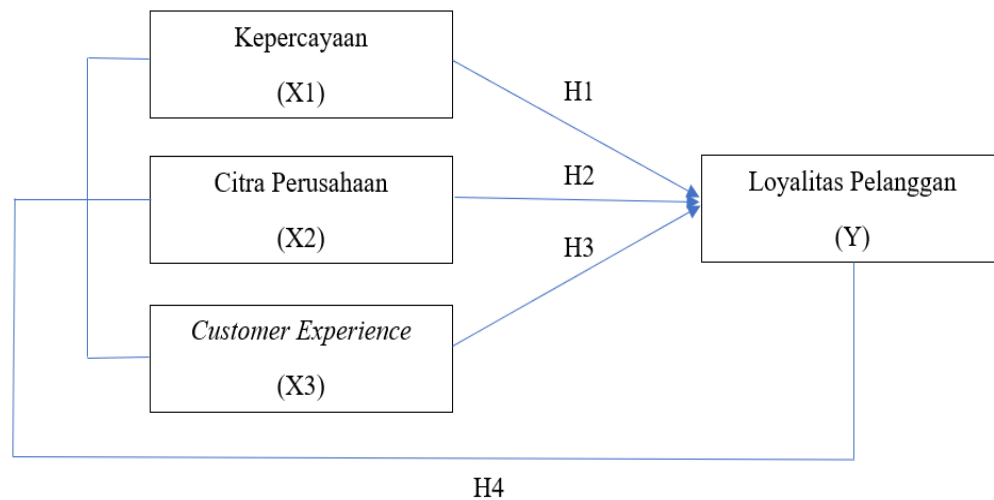 Kepercayaan
(X1)
H1
Citra Perusahaan
(X2)
H2
Loyalitas Pelanggan
(Y)
H3
Customer Experience
(X3)
H4